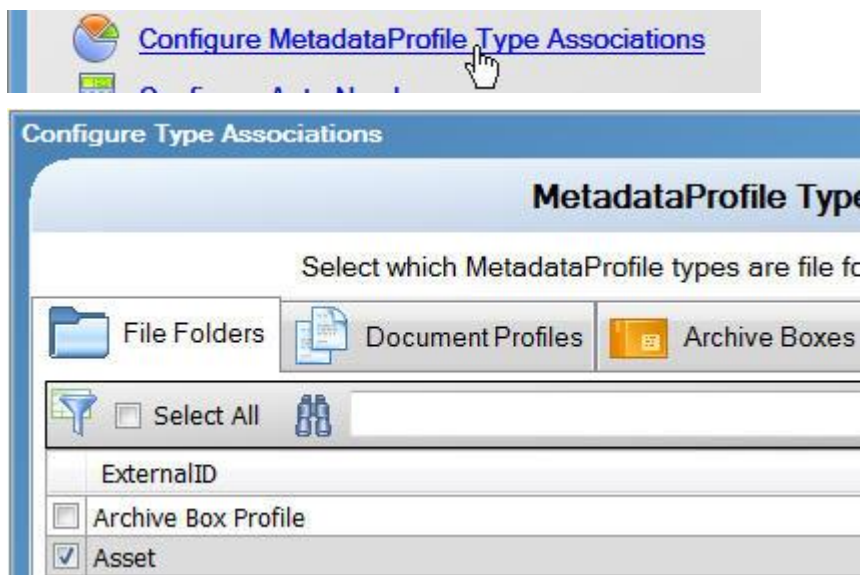 Configure MetadataProfile Type Associations
Configure Type Associations
MetadataProfile Type
Select which MetadataProfile types are file fo
File Folders Document Profiles Archive Boxes
Select All
ExternalID
Archive Box Profile
Asset